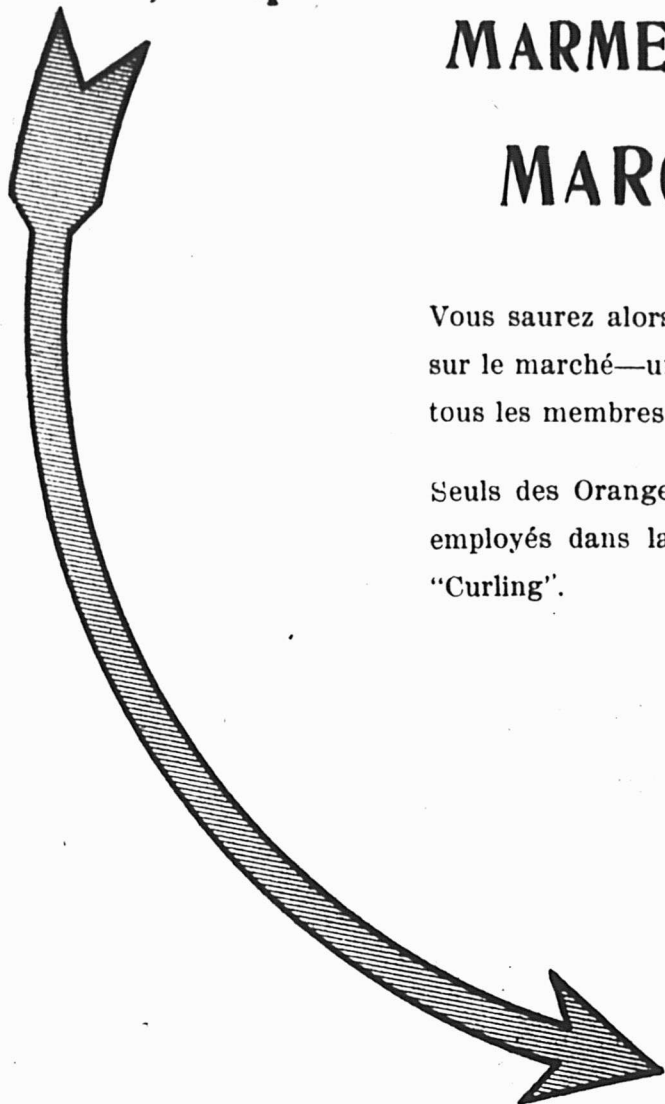 MARME
MAR
Vous saurez alors
sur le marché—u
tous les membres
Seuls des Orange
employés dans la
“Curling”.